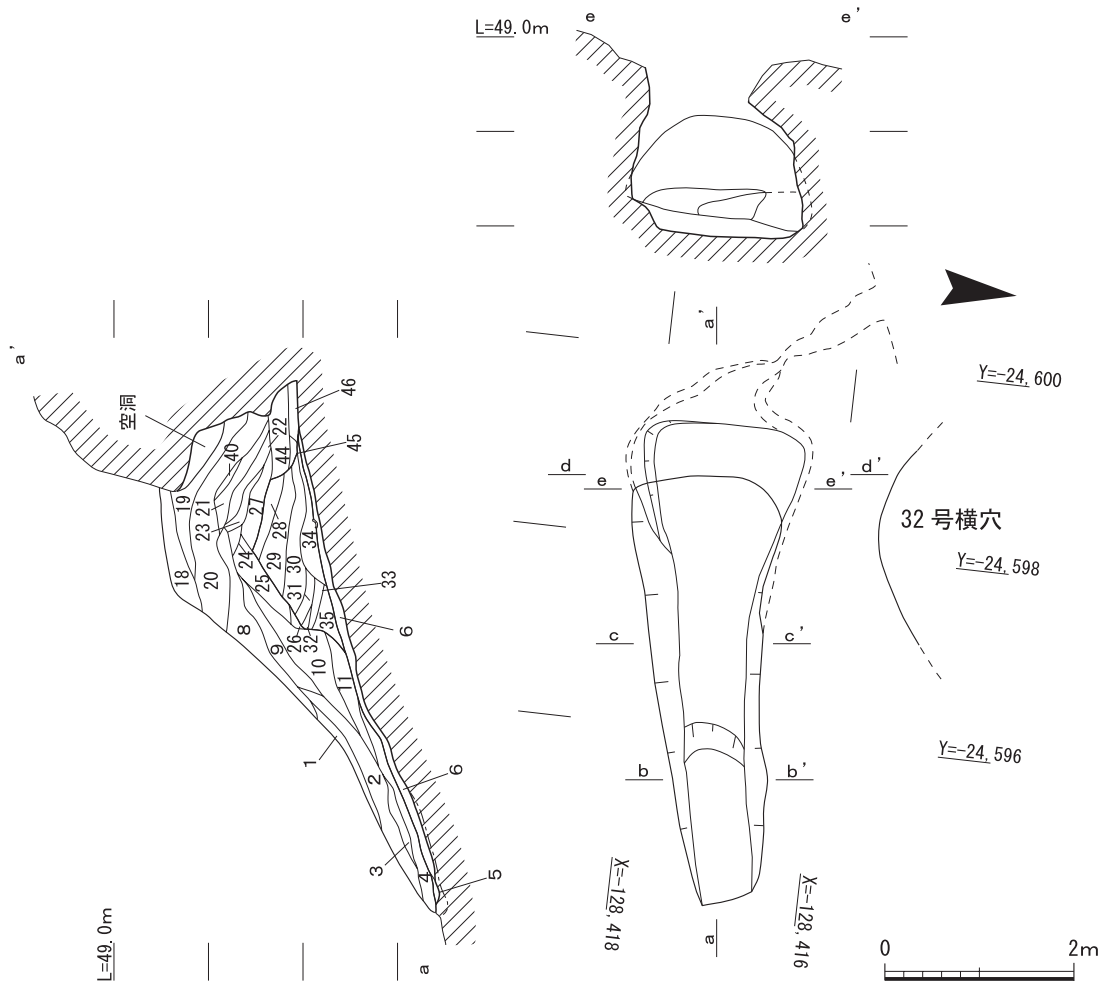 L=49.0m
e
e'
a'
空洞
46
45
22
44
40
19
21
23
27
28
34
24
25
29
30
31
33
18
20
35
6
8
9
26
32
10
11
1
2
6
3
4
5
L=49.0m
a
a'
Y=-24,600
d
d'
e
e'
32号横穴
Y=-24,598
c
c'
Y=-24,596
b
b'
X=-128,418
X=-128,416
a
0
2m